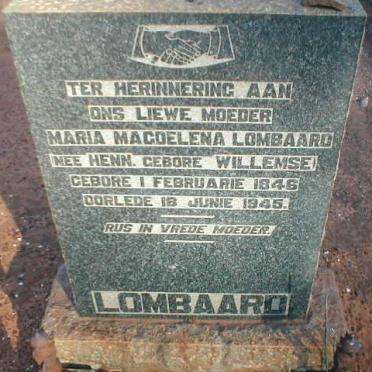 TER HERINNERING AAN
ONS LIEWE MOEDER
MARIA MAGDELENA LOMBAARD
NEE HENN. GEBORE WILLEMSE.
GEBORE 1 FEBRUARIE 1846
OORLEDE 16 JUNIE 1945.
RUS IN VREDE MOEDER.
LOMBAARD